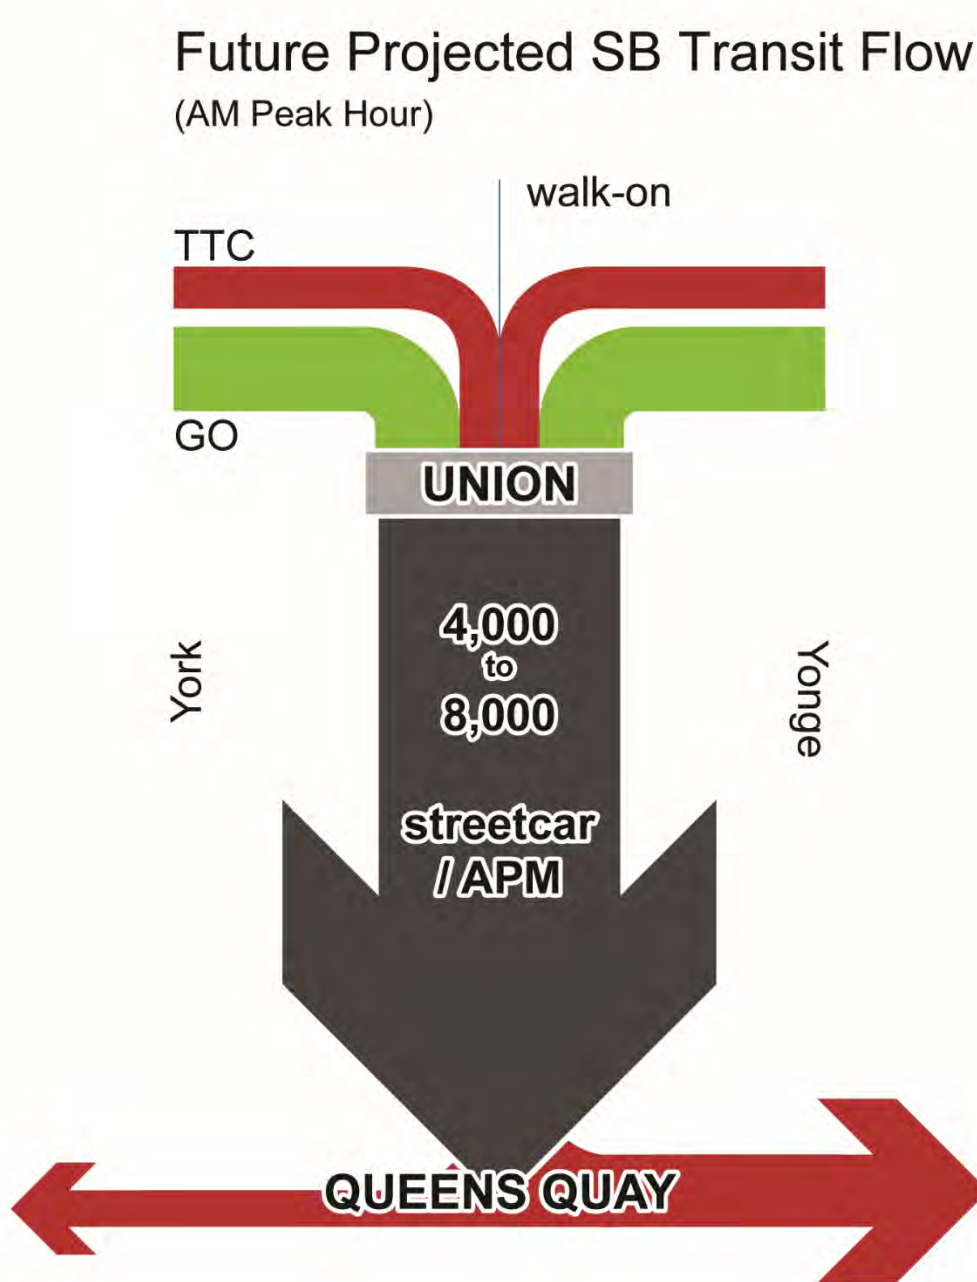 Future Projected SB Transit Flow
(AM Peak Hour)
walk-on
TTC
GO
UNION
4,000
to
8,000
York
Yonge
streetcar
/ APM
QUEENS QUAY